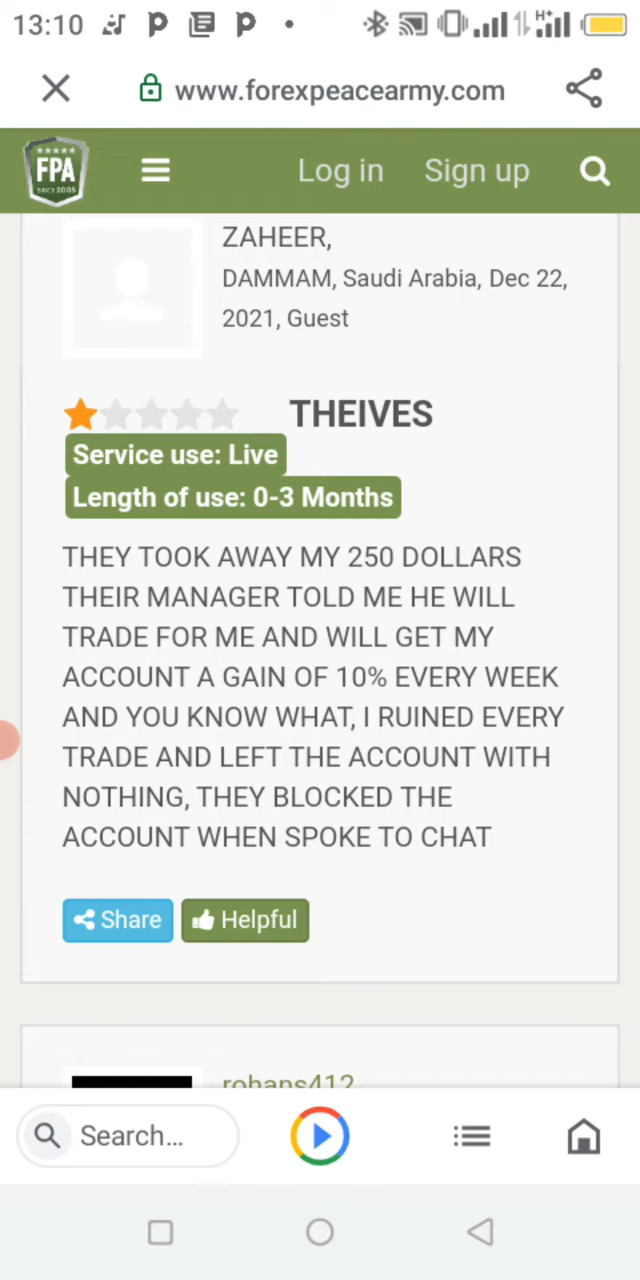 13:10
www.forexpeacearmy.com
FPA
SINCE 2005
Log in
Sign up
ZAHEER,
DAMMAM, Saudi Arabia, Dec 22,
2021, Guest
THEIVES
Service use: Live
Length of use: 0-3 Months
THEY TOOK AWAY MY 250 DOLLARS
THEIR MANAGER TOLD ME HE WILL
TRADE FOR ME AND WILL GET MY
ACCOUNT A GAIN OF 10% EVERY WEEK
AND YOU KNOW WHAT, I RUINED EVERY
TRADE AND LEFT THE ACCOUNT WITH
NOTHING, THEY BLOCKED THE
ACCOUNT WHEN SPOKE TO CHAT
Share
Helpful
rohans412
Search...